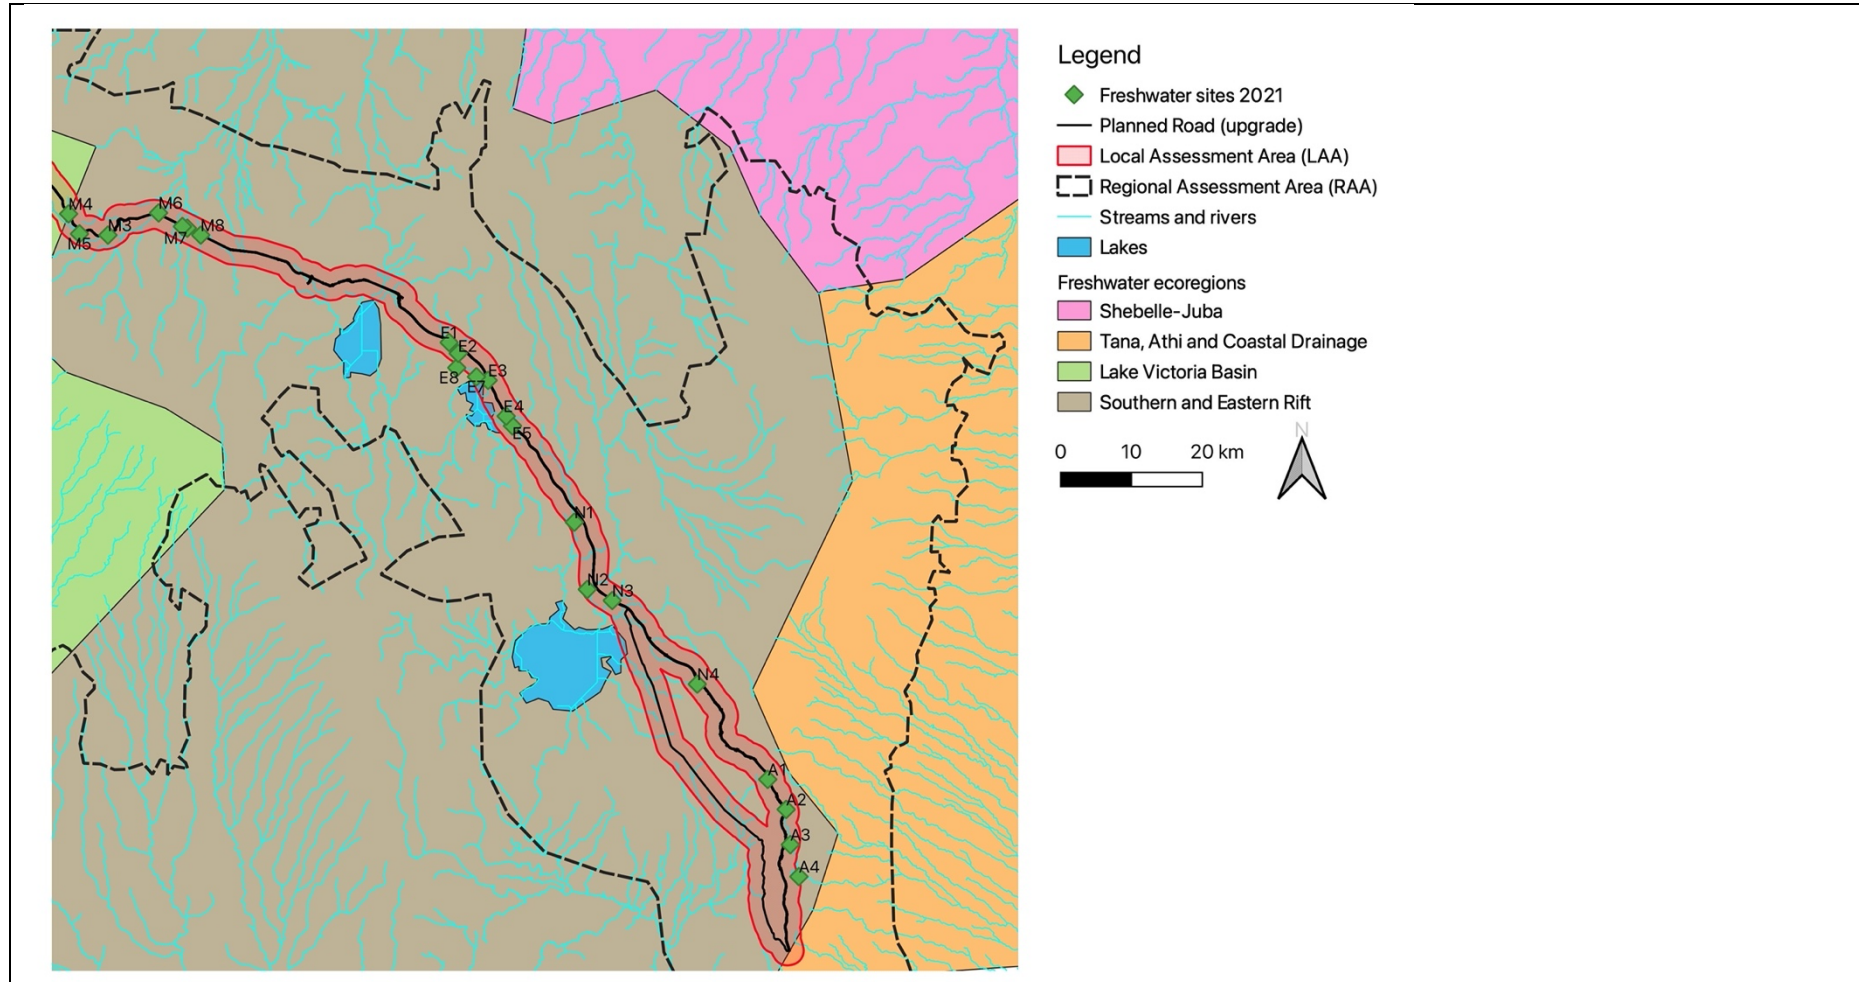 M4
M6
M3
M8
M5
M7
E1
E2
E3
E8
E7
E4
E5
N1
N2
N3
N4
A1
A2
A3
A4
Legend
Freshwater sites 2021
Planned Road (upgrade)
Local Assessment Area (LAA)
Regional Assessment Area (RAA)
Streams and rivers
Lakes
Freshwater ecoregions
Shebelle-Juba
Tana, Athi and Coastal Drainage
Lake Victoria Basin
Southern and Eastern Rift
N
0 10 20 km